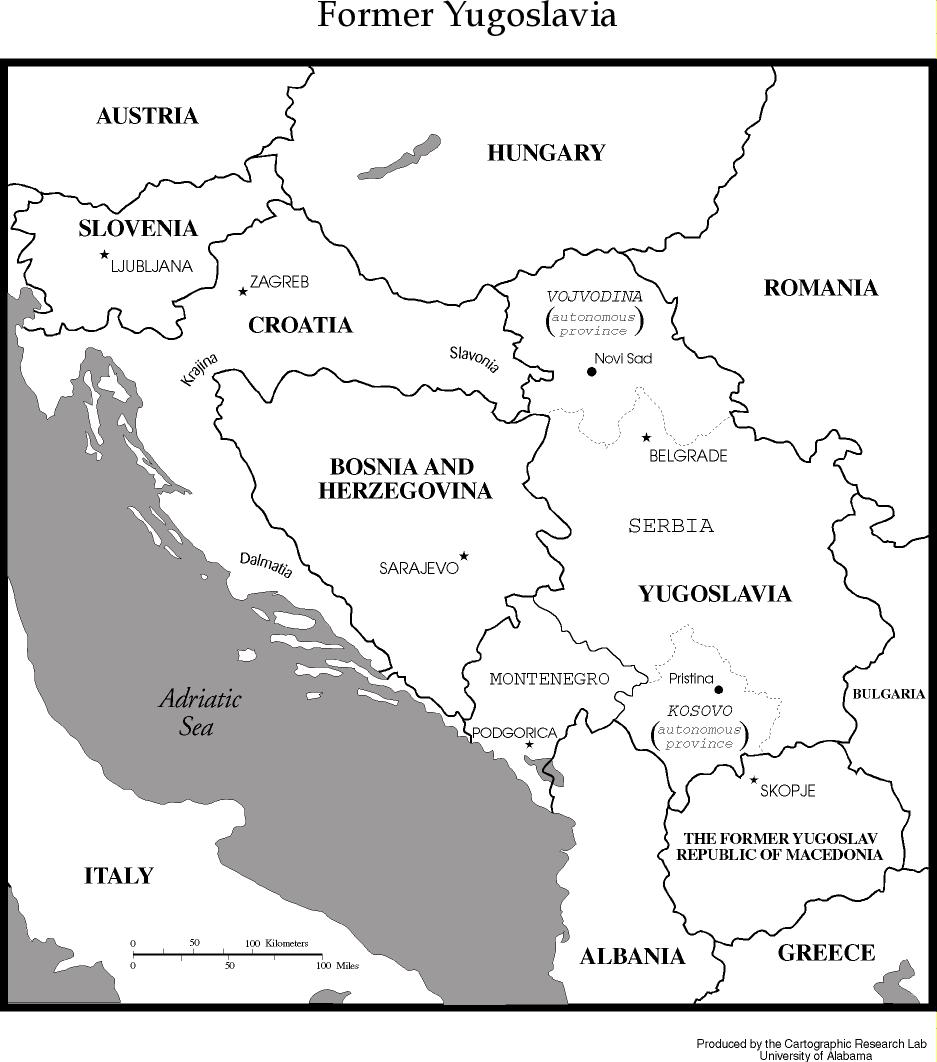 Former Yugoslavia
AUSTRIA
HUNGARY
SLOVENIA
LJUBLJANA
ZAGREB
CROATIA
VOJVODINA
(autonomous
province)
ROMANIA
Novi Sad
Krajina
Slavonia
BELGRADE
BOSNIA AND
HERZEGOVINA
SERBIA
SARAJEVO
Dalmatia
YUGOSLAVIA
MONTENEGRO
Pristina
KOSOVO
(autonomous
province)
BULGARIA
Adriatic
Sea
PODGORICA
SKOPJE
THE FORMER YUGOSLAV
REPUBLIC OF MACEDONIA
ITALY
0 50 100 Kilometers
0 50 100 Miles
ALBANIA
GREECE
Produced by the Cartographic Research Lab
University of Alabama